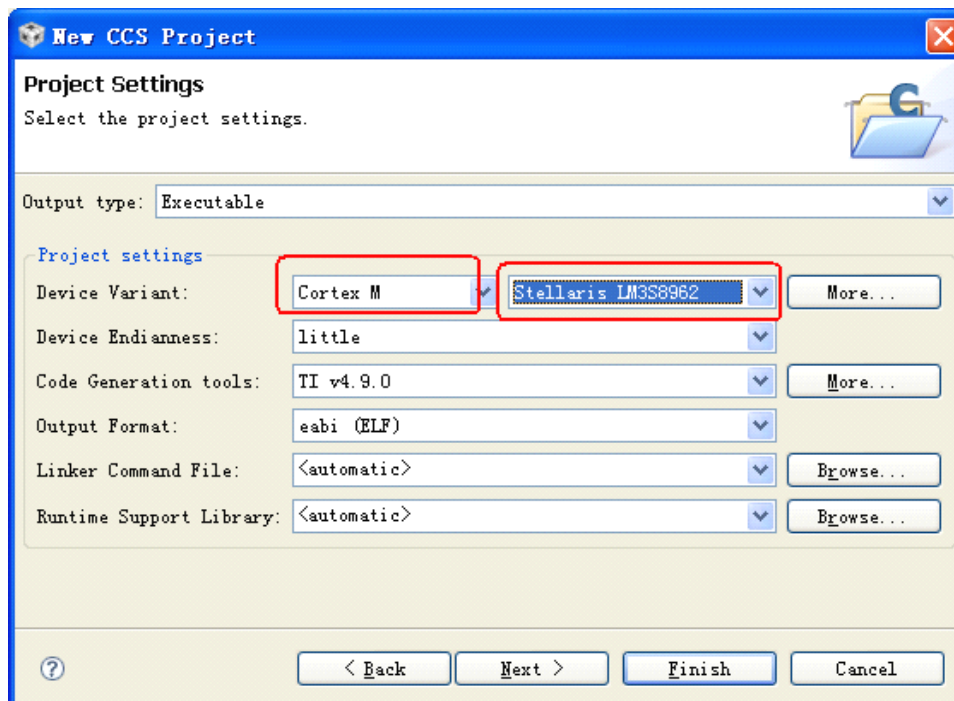 New CCS Project
Project Settings
Select the project settings.
Output type: Executable
Project settings
Device Variant: Cortex M Stellaris LM3S8962 More...
Device Endianness: little
Code Generation tools: TI v4.9.0 More...
Output Format: eabi (ELF)
Linker Command File: <automatic> Browse...
Runtime Support Library: <automatic> Browse...
? < Back Next > Finish Cancel